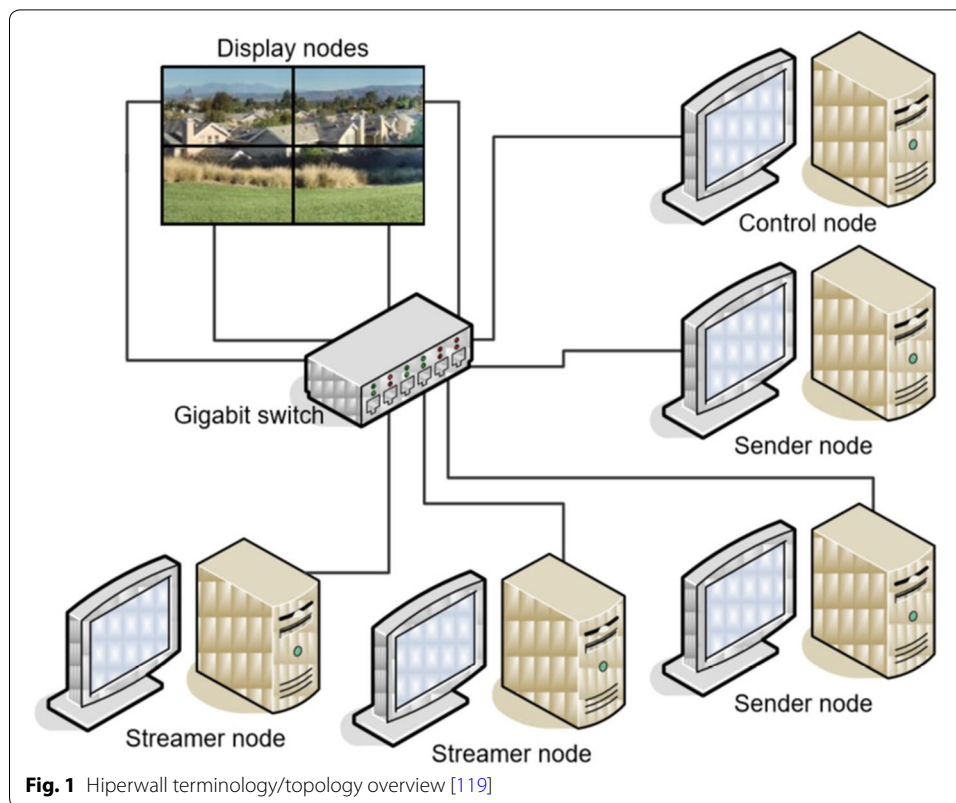 Display nodes
Control node
Gigabit switch
Sender node
Sender node
Streamer node
Streamer node
Fig. 1 Hiperwall terminology/topology overview [119]